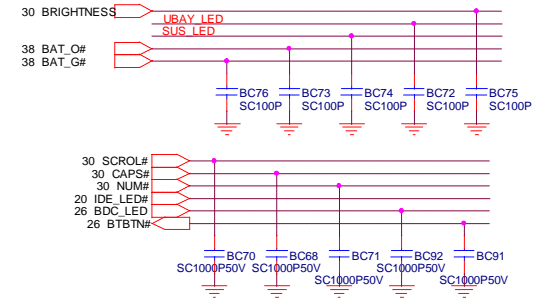 30 BRIGHTNESS
UBAY_LED
SUS_LED
38 BAT_O#
38 BAT_G#
BC76 BC73 BC74 BC72 BC75
SC100P SC100P SC100P SC100P SC100P
30 SCROL#
30 CAPS#
30 NUM#
20 IDE_LED#
26 BDC_LED
26 BTBTN#
BC70 BC68 BC71 BC92 BC91
SC1000P50V SC1000P50V SC1000P50V SC1000P50V SC1000P50V